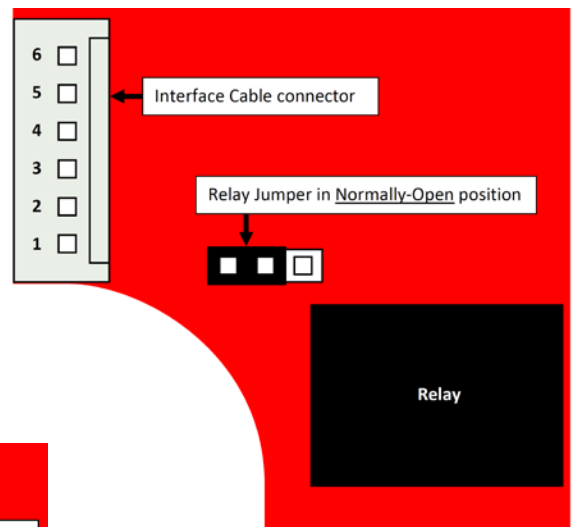 6
5
Interface Cable connector
4
3
Relay Jumper in Normally-Open position
2
1
Relay